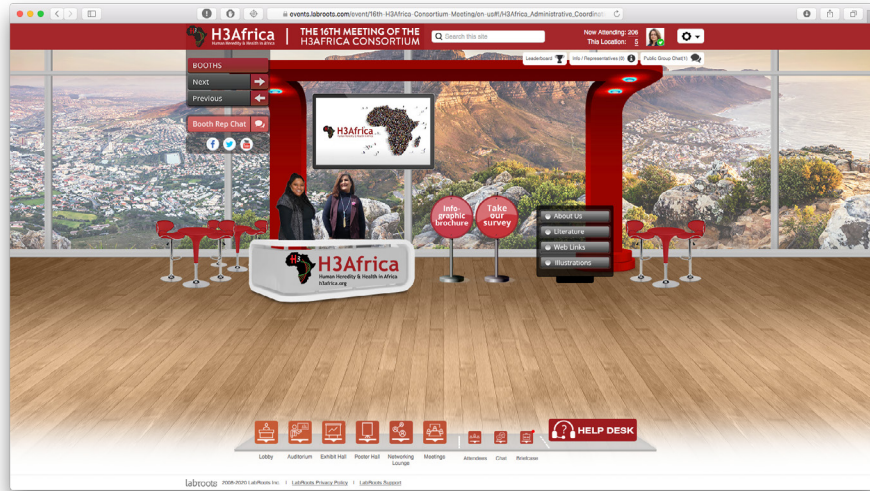 events.labroots.com/event/16th-H3Africa-Consortium-Meeting/en-us#!/H3Africa_Administrative_Coordinat
H3Africa
Human Heredity & Health in Africa
THE 16TH MEETING OF THE
H3AFRICA CONSORTIUM
Search this site
Now Attending: 206
This Location: 5
Leaderboard
Info / Representatives (0)
Public Group Chat(1)
BOOTHS
Next
Previous
Booth Rep Chat
H3Africa
Info-
graphic
brochure
Take
our
survey
About Us
Literature
Web Links
Illustrations
H3
H3Africa
Human Heredity & Health in Africa
h3africa.org
Lobby
Auditorium
Exhibit Hall
Poster Hall
Networking
Lounge
Meetings
Attendees
Chat
Briefcase
HELP DESK
labroots
2008-2020 LabRoots Inc.
LabRoots Privacy Policy
LabRoots Support